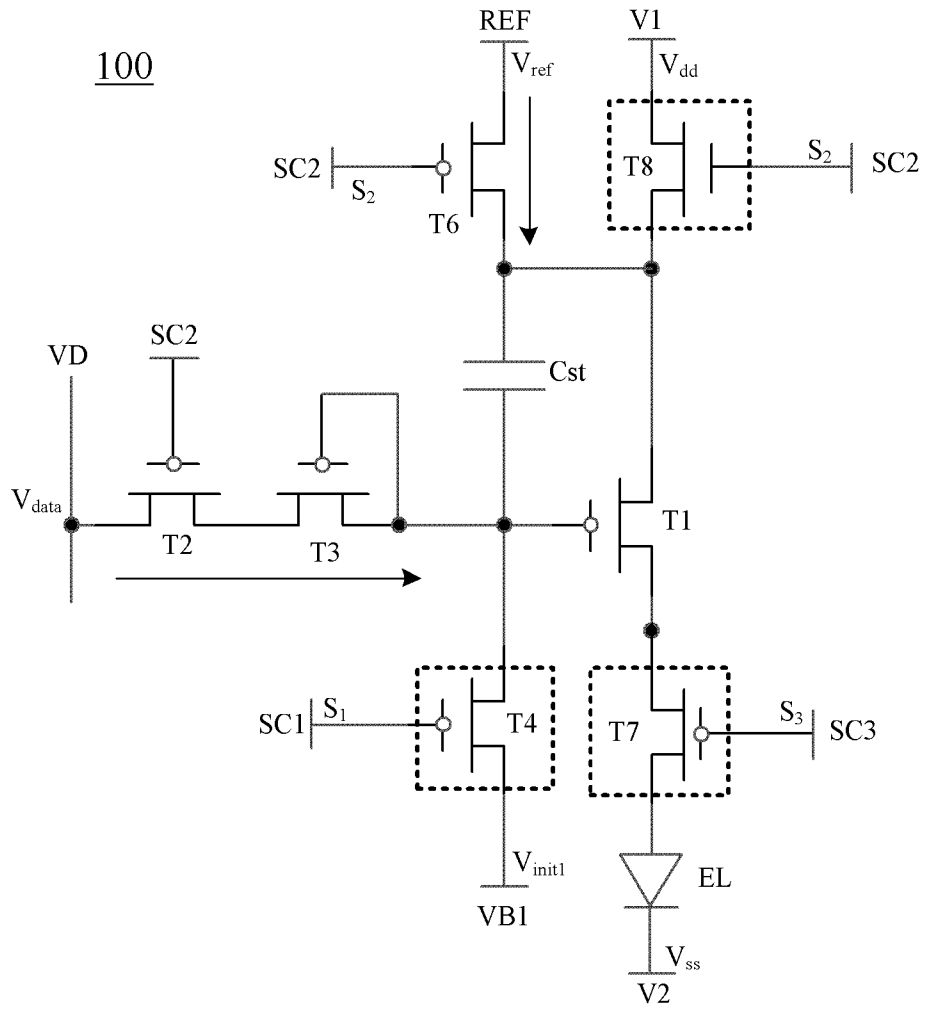 REF
V1
100
Vref
Vdd
SC2
S2
T6
T8
S2
SC2
SC2
VD
Cst
Vdata
T2
T3
T1
SC1
S1
T4
T7
S3
SC3
Vinit1
VB1
EL
Vss
V2